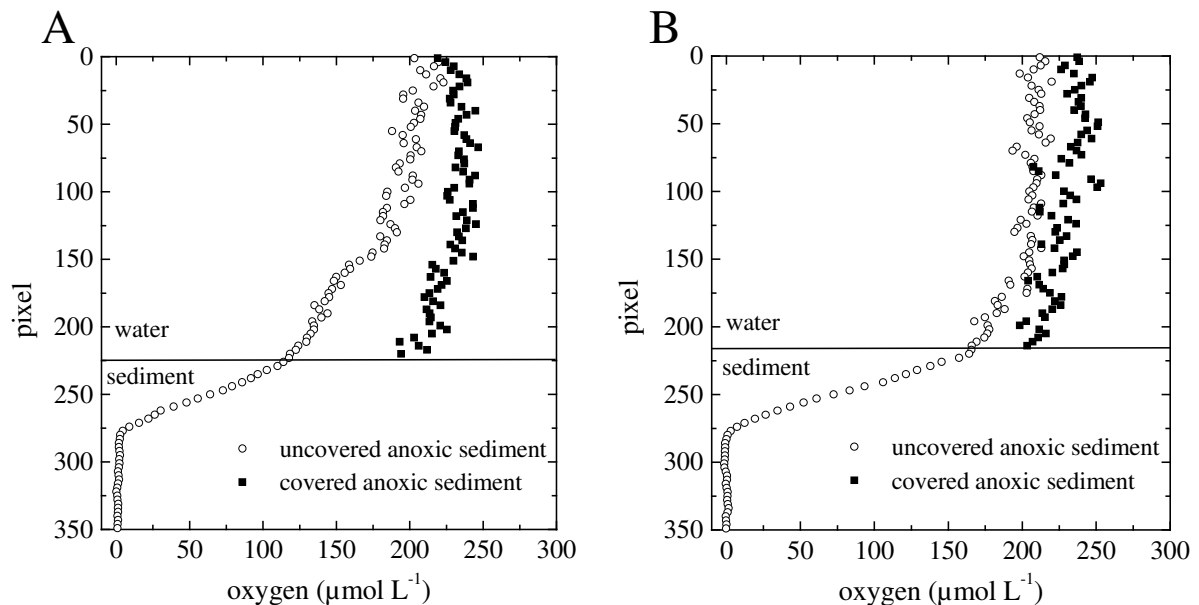 A
0
50
100
150
200
250
300
350
pixel
water
sediment
uncovered anoxic sediment
covered anoxic sediment
0 50 100 150 200 250 300
oxygen (µmol L⁻¹)
B
0
50
100
150
200
250
300
350
pixel
water
sediment
uncovered anoxic sediment
covered anoxic sediment
0 50 100 150 200 250 300
oxygen (µmol L⁻¹)